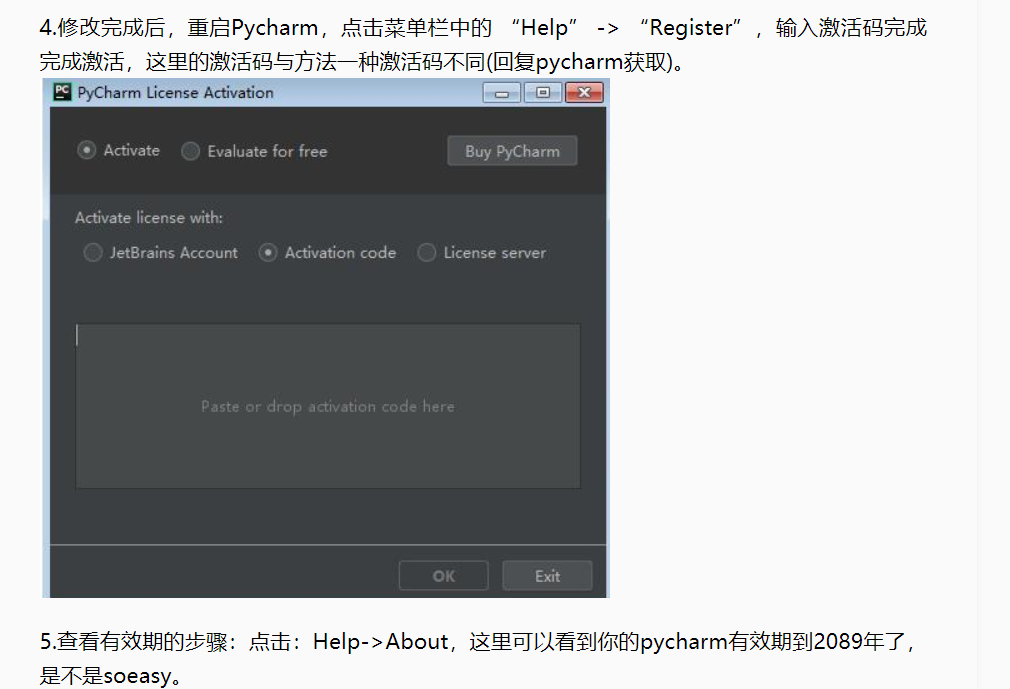 4.修改完成后，重启Pycharm，点击菜单栏中的 “Help” -> “Register” ，输入激活码完成
完成激活，这里的激活码与方法一种激活码不同(回复pycharm获取)。
PC PyCharm License Activation
Activate Evaluate for free Buy PyCharm
Activate license with:
JetBrains Account Activation code License server
Paste or drop activation code here
OK Exit
5.查看有效期的步骤：点击：Help->About，这里可以看到你的pycharm有效期到2089年了，
是不是soeasy。